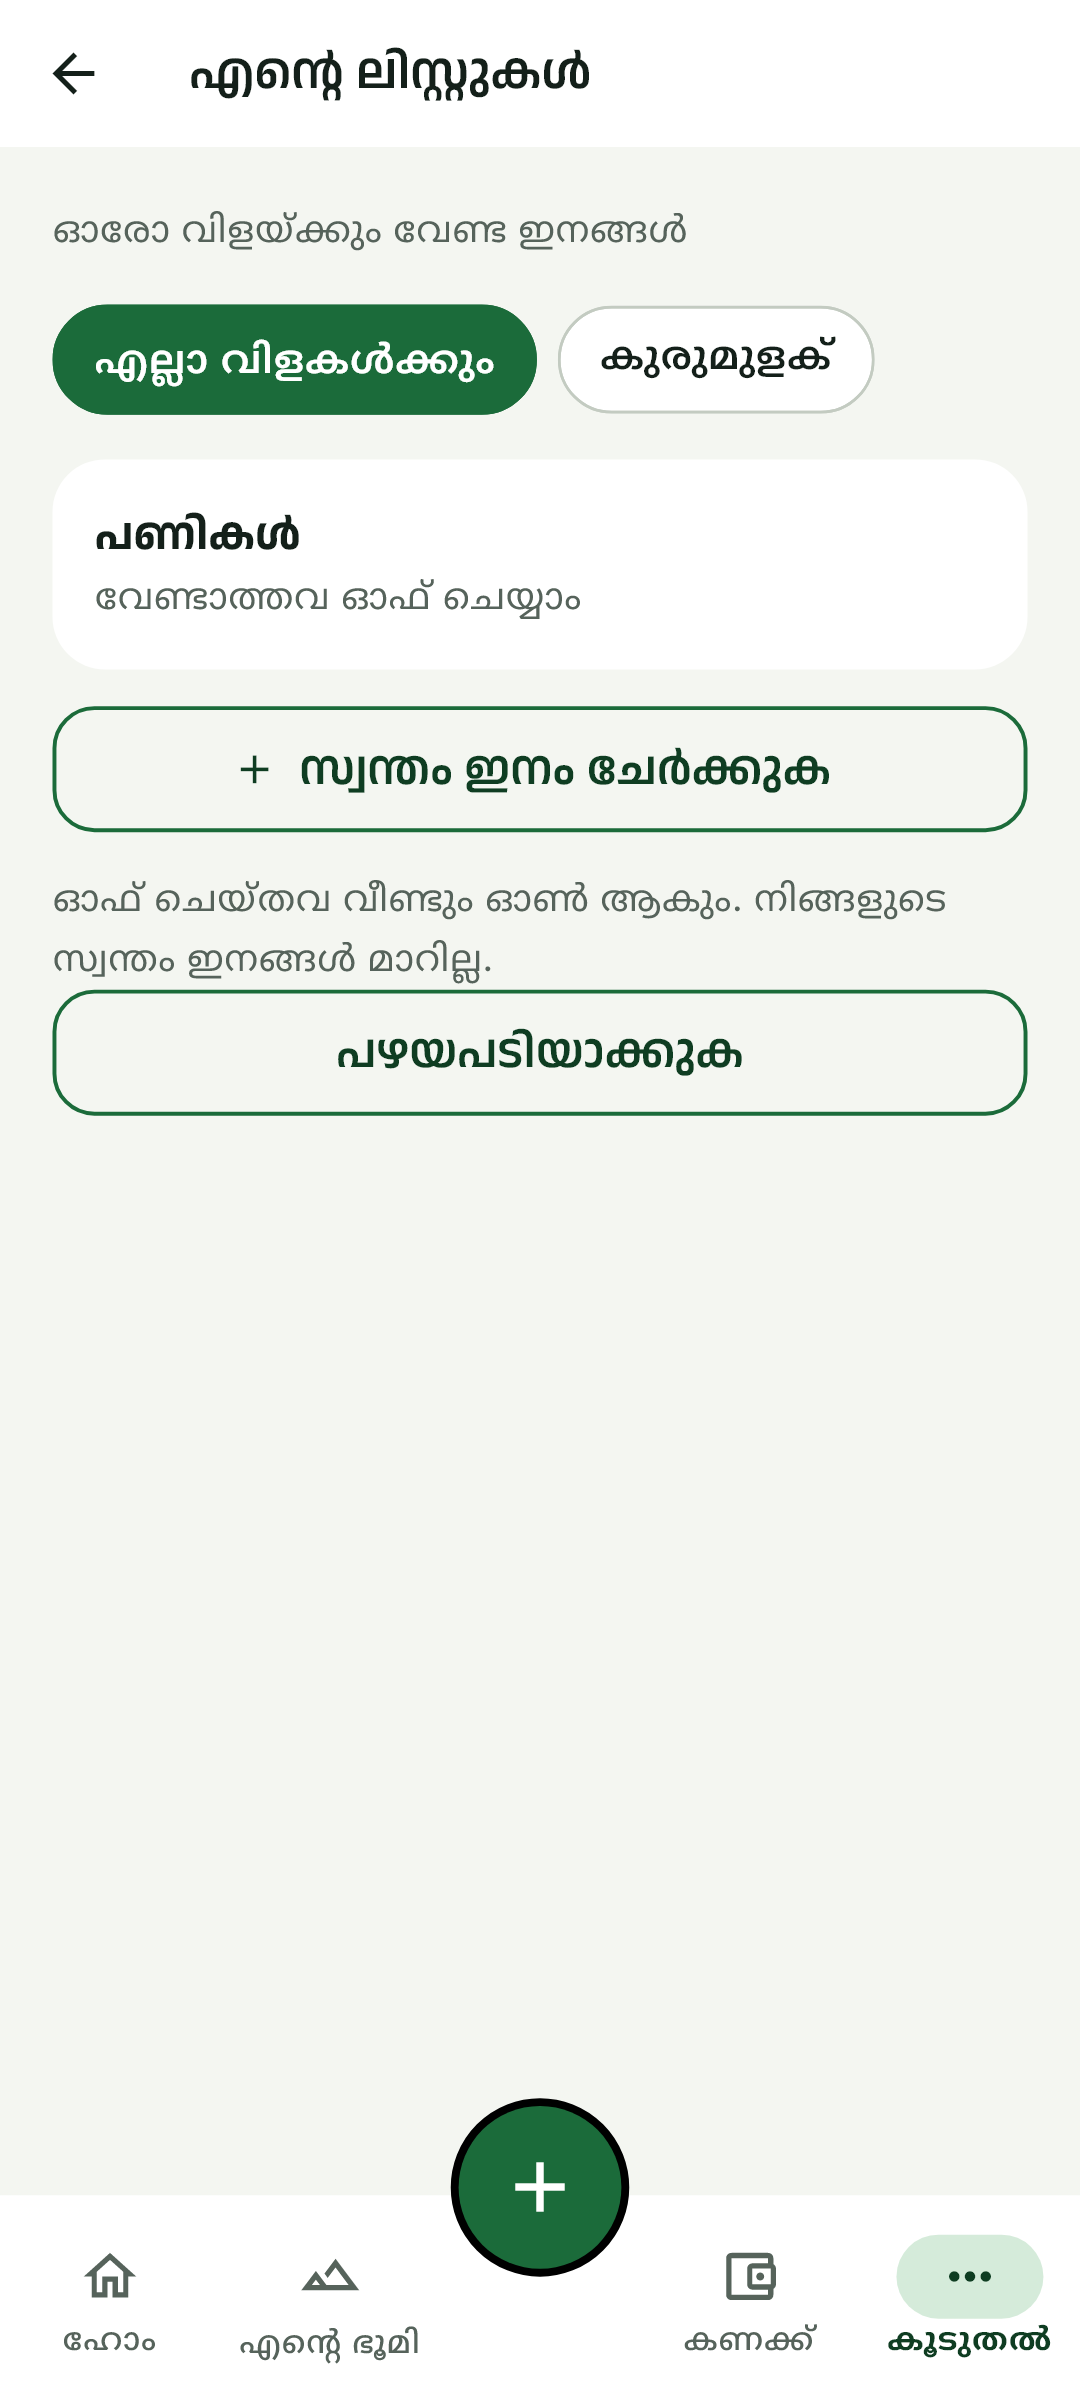 എന്റെ ലിസ്റ്റുകൾ
ഓരോ വിളയ്ക്കും വേണ്ട ഇനങ്ങൾ
എല്ലാ വിളകൾക്കും
കുരുമുളക്
പണികൾ
വേണ്ടാത്തവ ഓഫ് ചെയ്യാം
+ സ്വന്തം ഇനം ചേർക്കുക
ഓഫ് ചെയ്തവ വീണ്ടും ഓൺ ആകും. നിങ്ങളുടെ
സ്വന്തം ഇനങ്ങൾ മാറില്ല.
പഴയപടിയാക്കുക
ഹോം
എന്റെ ഭൂമി
കണക്ക്
കൂടുതൽ